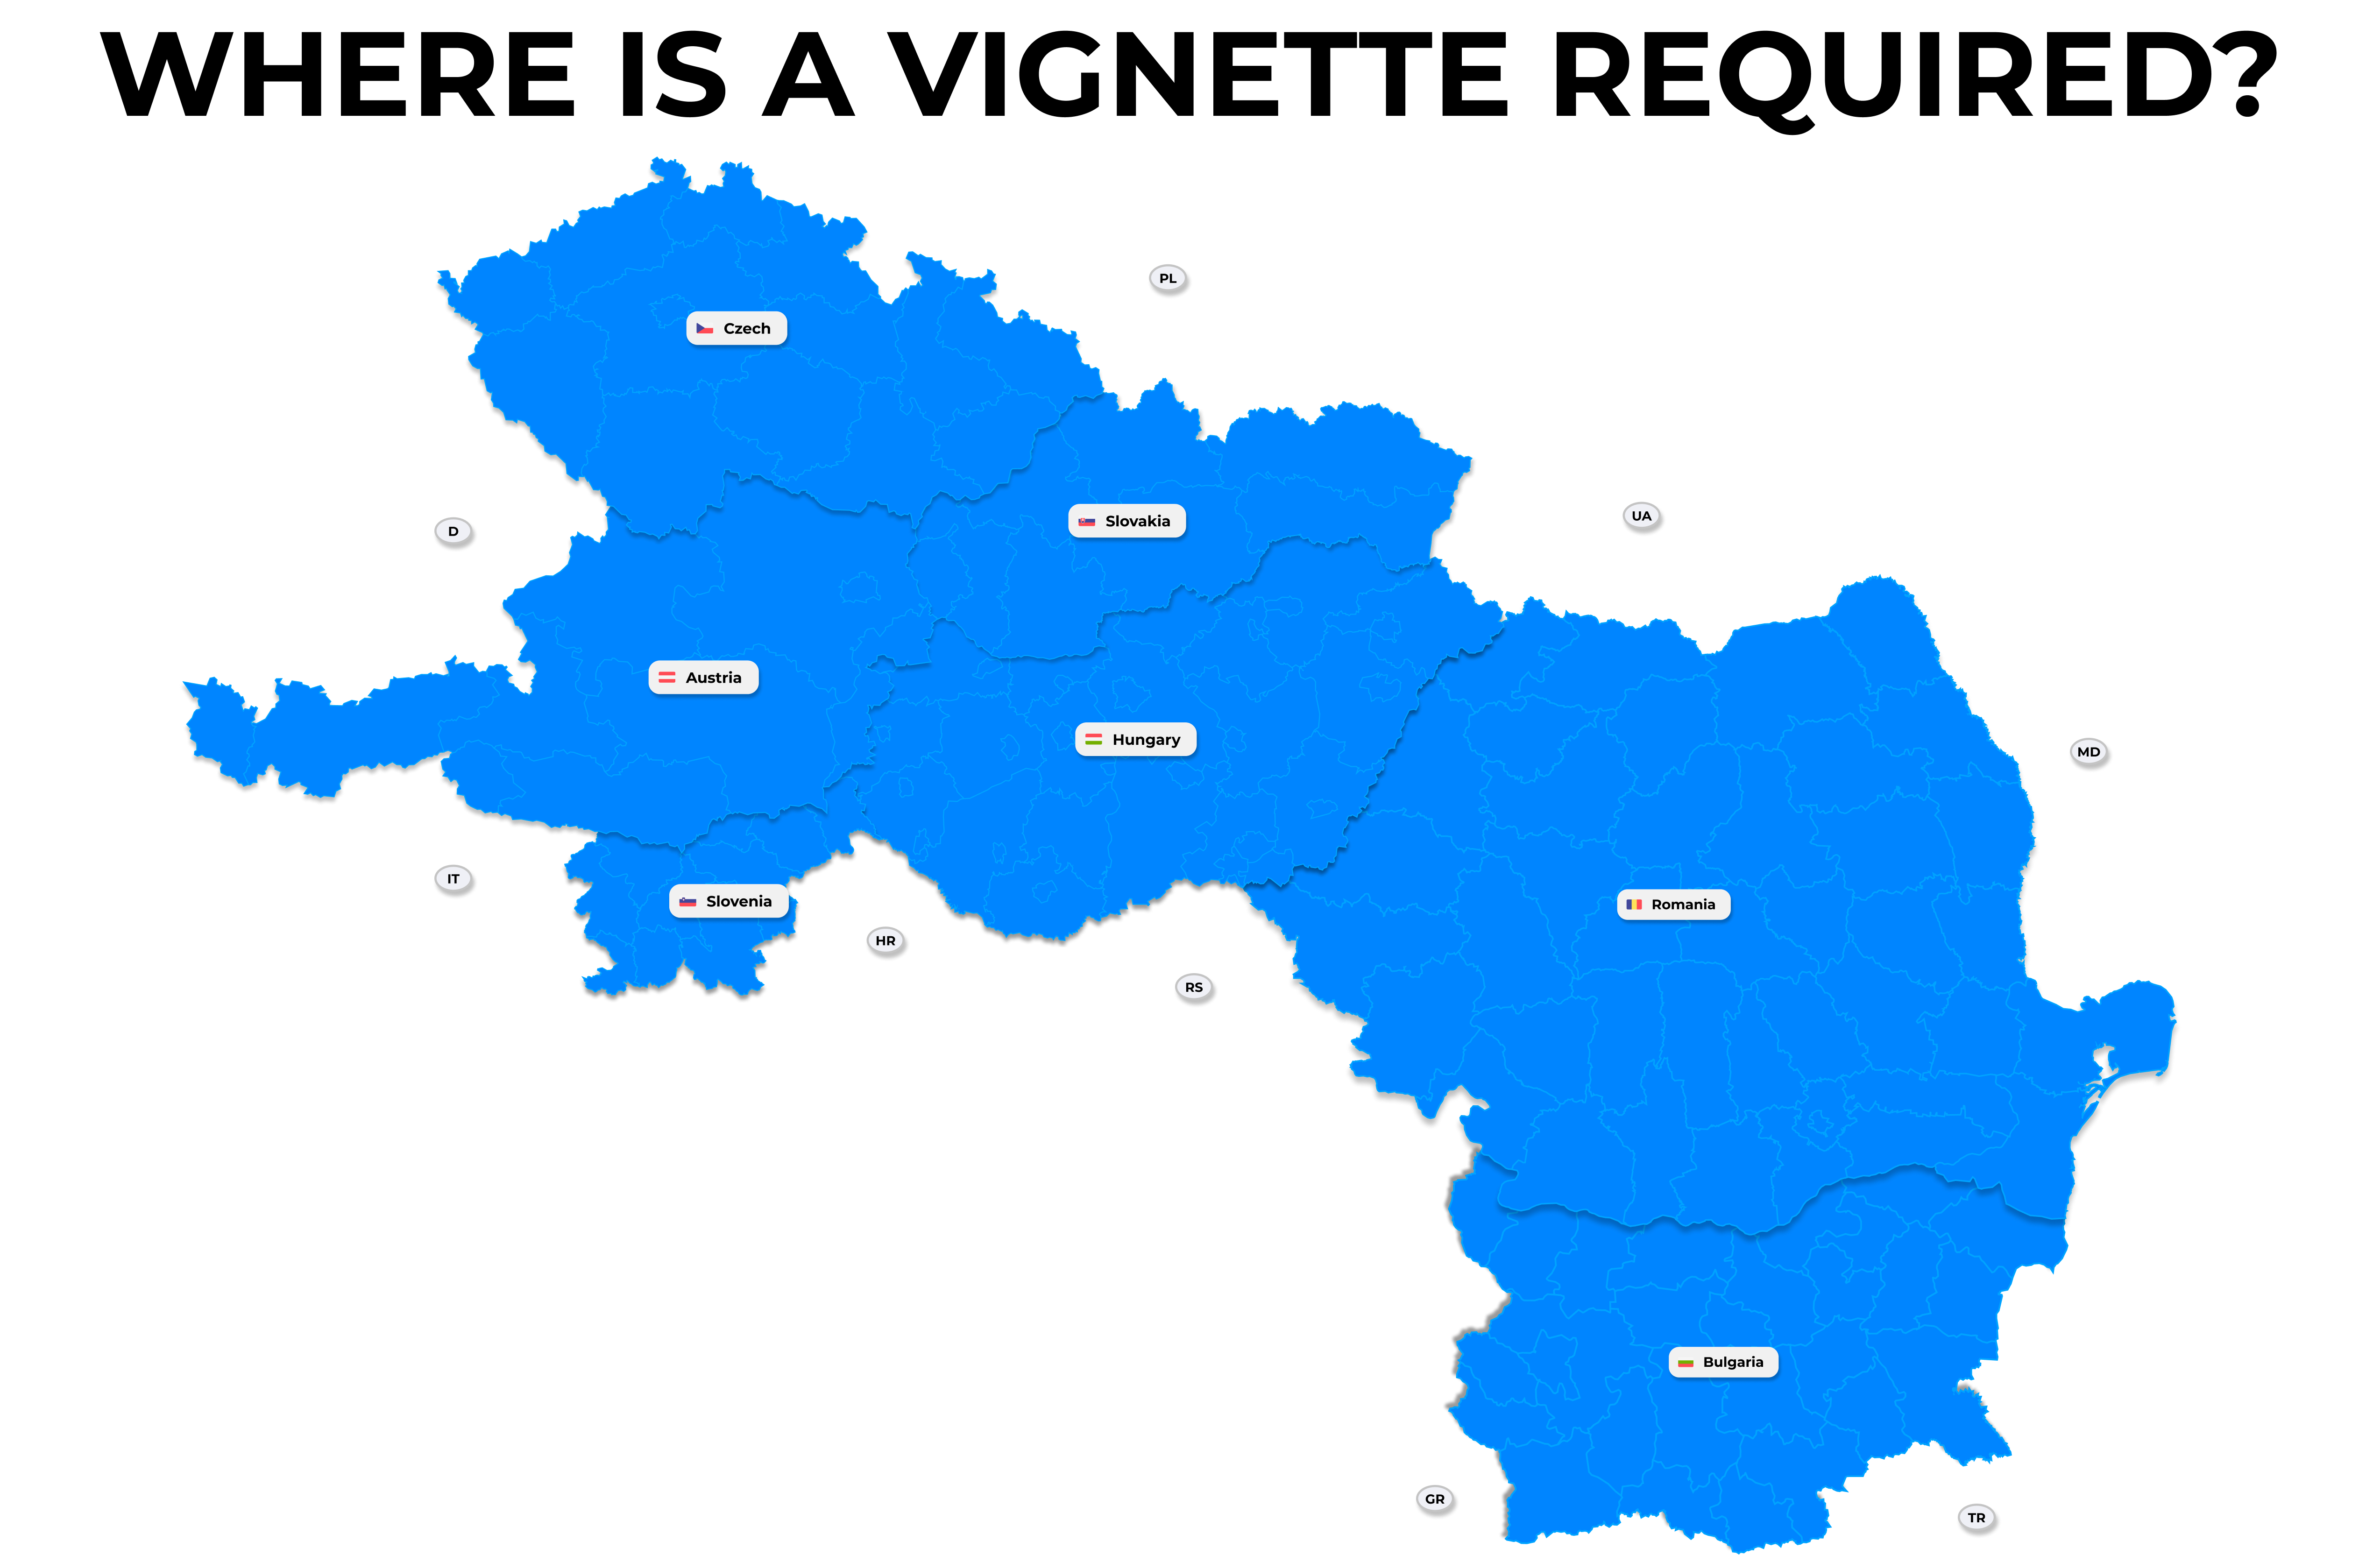 WHERE IS A VIGNETTE REQUIRED?
PL
Czech
D
Slovakia
UA
Austria
Hungary
MD
IT
Slovenia
HR
Romania
RS
Bulgaria
GR
TR